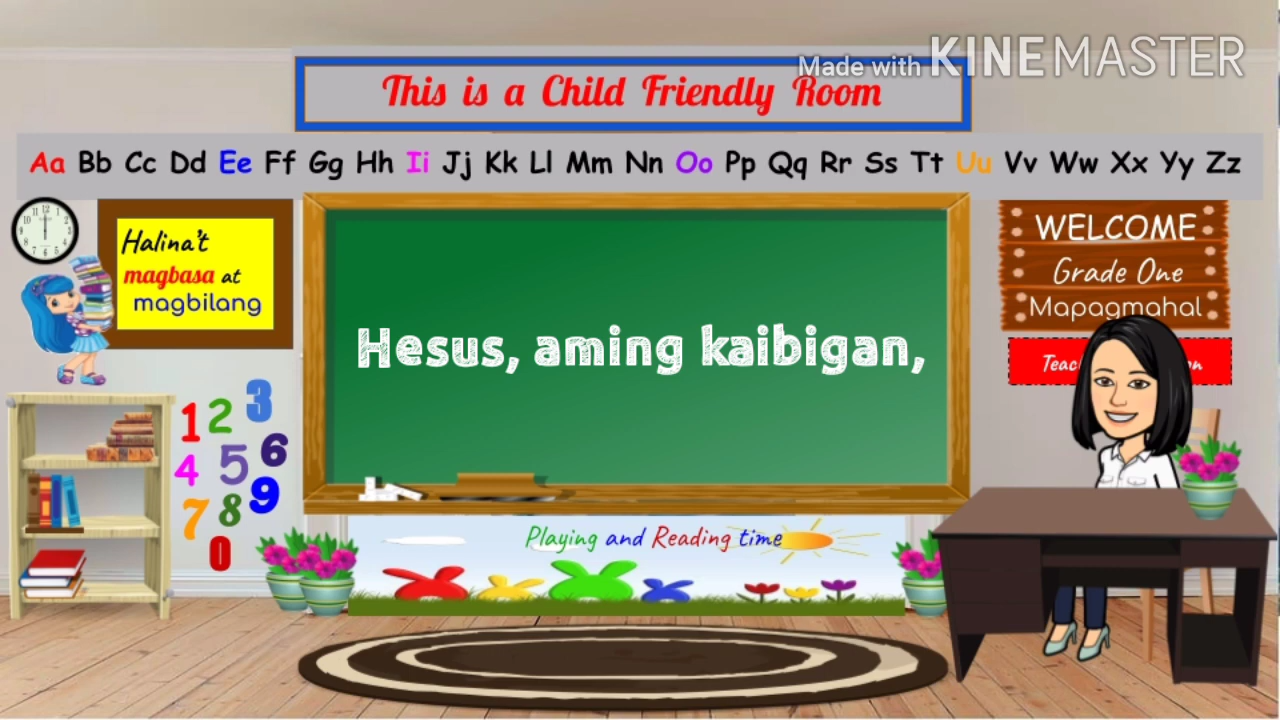 Made with KINEMASTER
This is a Child Friendly Room
Aa Bb Cc Dd Ee Ff Gg Hh Ii Jj Kk Ll Mm Nn Oo Pp Qq Rr Ss Tt Uu Vv Ww Xx Yy Zz
Halina't
magbasa at
magbilang
WELCOME
Grade One
Mapagmahal
Hesus, aming kaibigan,
1 2 3
4 5 6
7 8 9
0
Playing and Reading time